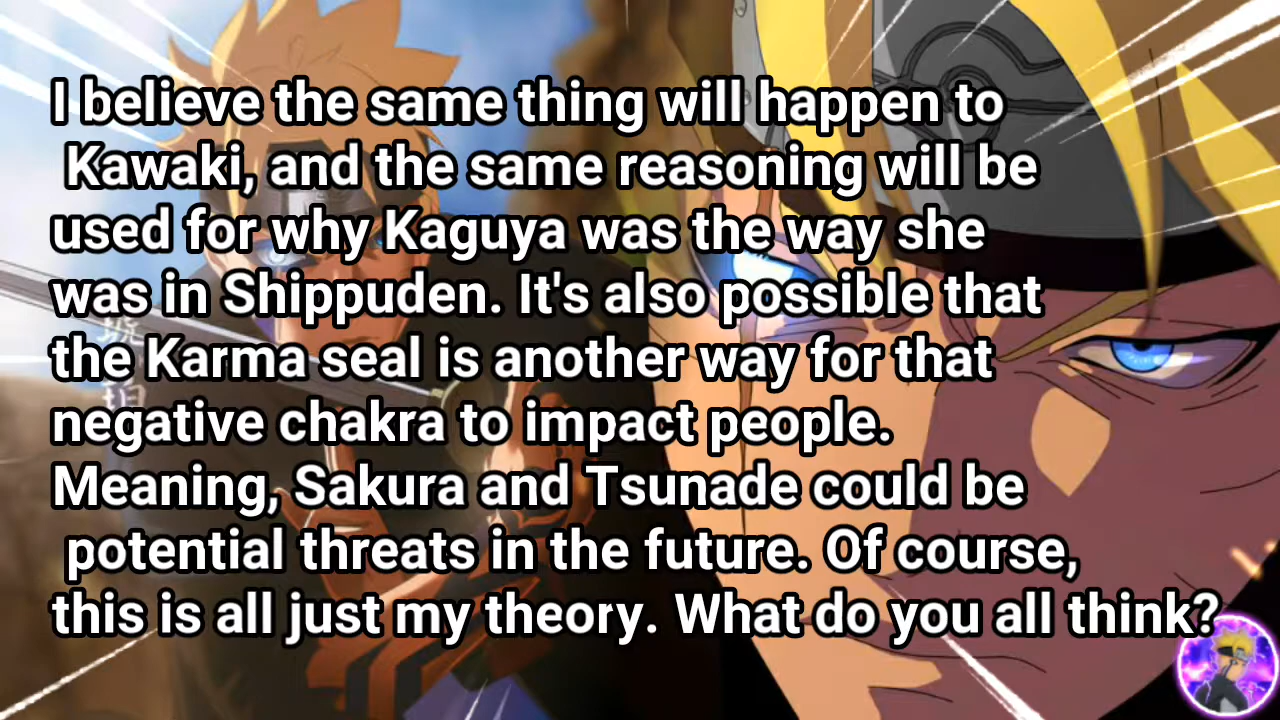 I believe the same thing will happen to
Kawaki, and the same reasoning will be
used for why Kaguya was the way she
was in Shippuden. It's also possible that
the Karma seal is another way for that
negative chakra to impact people.
Meaning, Sakura and Tsunade could be
potential threats in the future. Of course,
this is all just my theory. What do you all think?